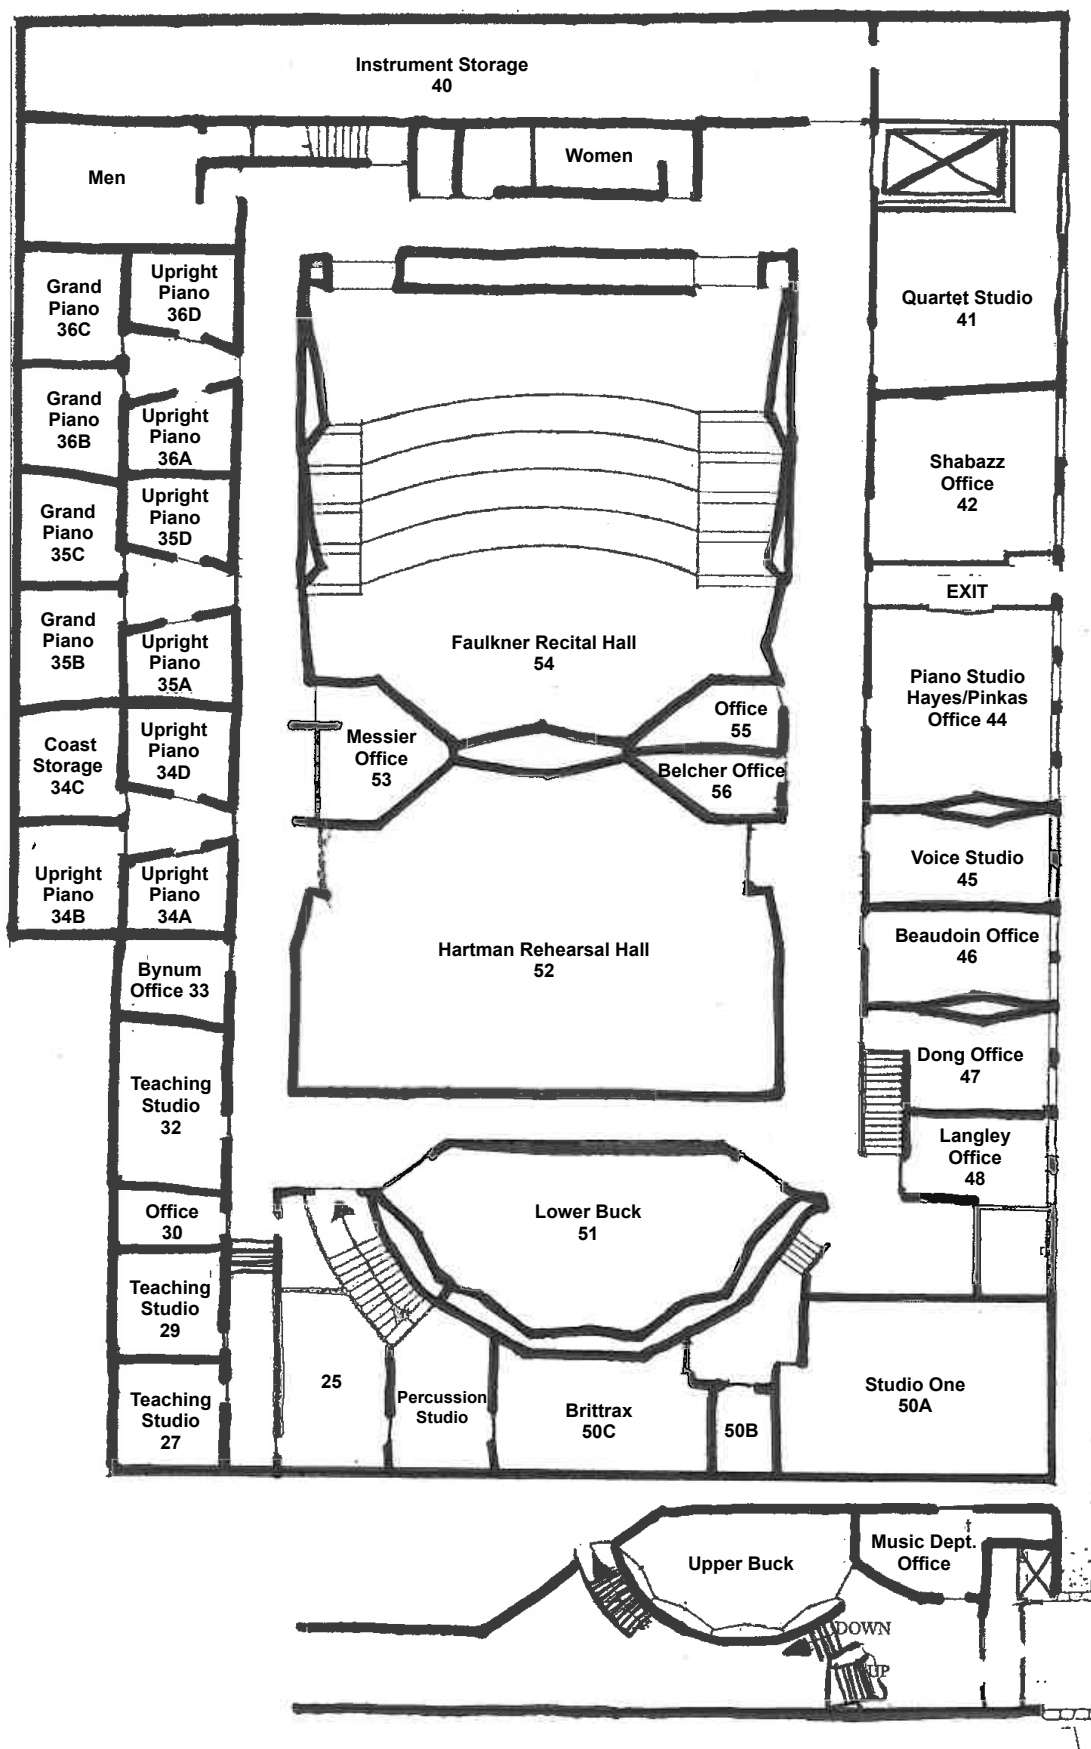 Instrument Storage
40
Women
Men
Quartet Studio
41
Grand
Piano
36C
Upright
Piano
36D
Grand
Piano
36B
Upright
Piano
36A
Grand
Piano
35C
Upright
Piano
35D
Grand
Piano
35B
Upright
Piano
35A
Coast
Storage
34C
Upright
Piano
34D
Upright
Piano
34B
Upright
Piano
34A
Shabazz
Office
42
EXIT
Faulkner Recital Hall
54
Piano Studio
Hayes/Pinkas
Office 44
Messier
Office
53
Office
55
Belcher Office
56
Voice Studio
45
Beaudoin Office
46
Hartman Rehearsal Hall
52
Bynum
Office 33
Dong Office
47
Teaching
Studio
32
Langley
Office
48
Office
30
Lower Buck
51
Teaching
Studio
29
Teaching
Studio
27
25
Percussion
Studio
Brittrax
50C
50B
Studio One
50A
Upper Buck
Music Dept.
Office
DOWN
UP